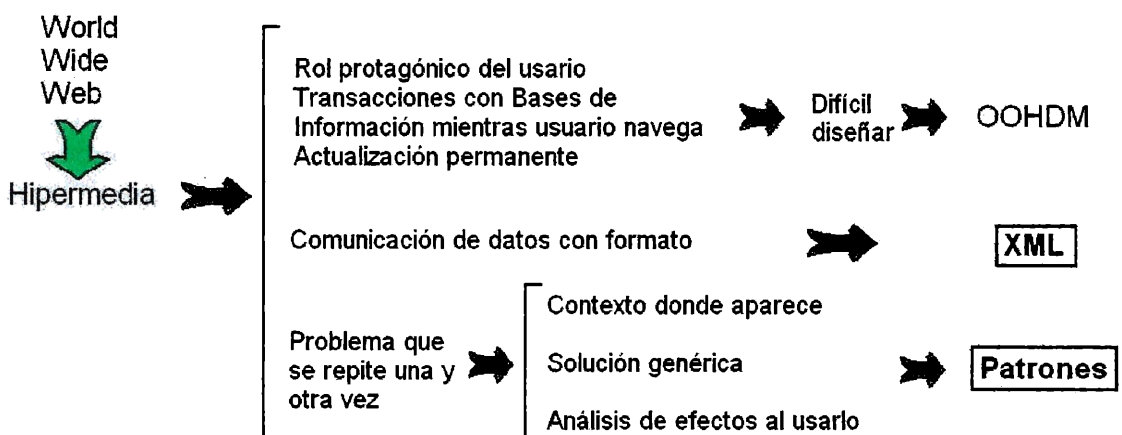 World
Wide
Web
Hipermedia
Rol protagónico del usario
Transacciones con Bases de
Información mientras usuario navega
Actualización permanente
Difícil
diseñar
OOHDM
Comunicación de datos con formato
XML
Problema que
se repite una y
otra vez
Contexto donde aparece
Solución genérica
Análisis de efectos al usarlo
Patrones